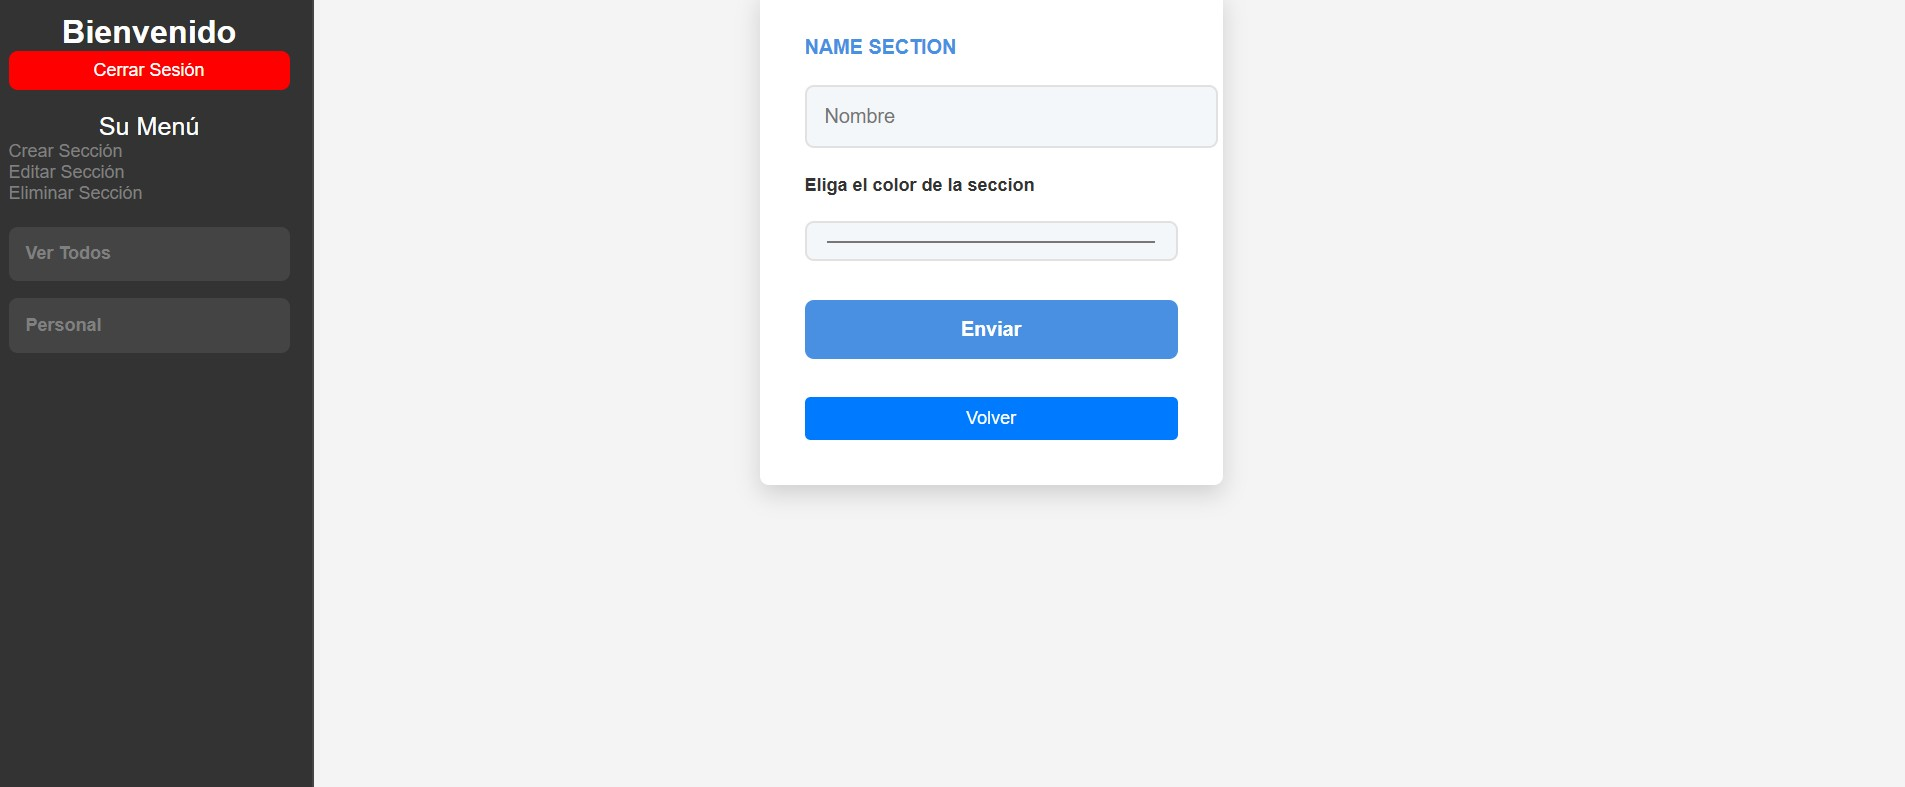 Bienvenido
Cerrar Sesión
Su Menú
Crear Sección
Editar Sección
Eliminar Sección
Ver Todos
Personal
NAME SECTION
Nombre
Eliga el color de la seccion
Enviar
Volver